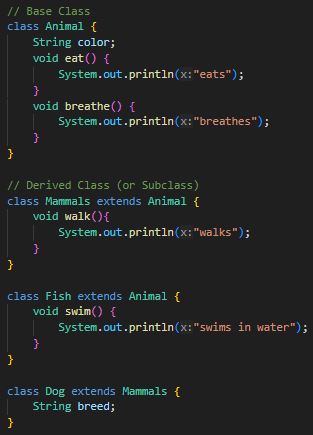 // Base Class
class Animal {
    String color;
    void eat() {
        System.out.println(x:"eats");
    }
    void breathe() {
        System.out.println(x:"breathes");
    }
}

// Derived Class (or Subclass)
class Mammals extends Animal {
    void walk(){
        System.out.println(x:"walks");
    }
}

class Fish extends Animal {
    void swim() {
        System.out.println(x:"swims in water");
    }
}

class Dog extends Mammals {
    String breed;
}